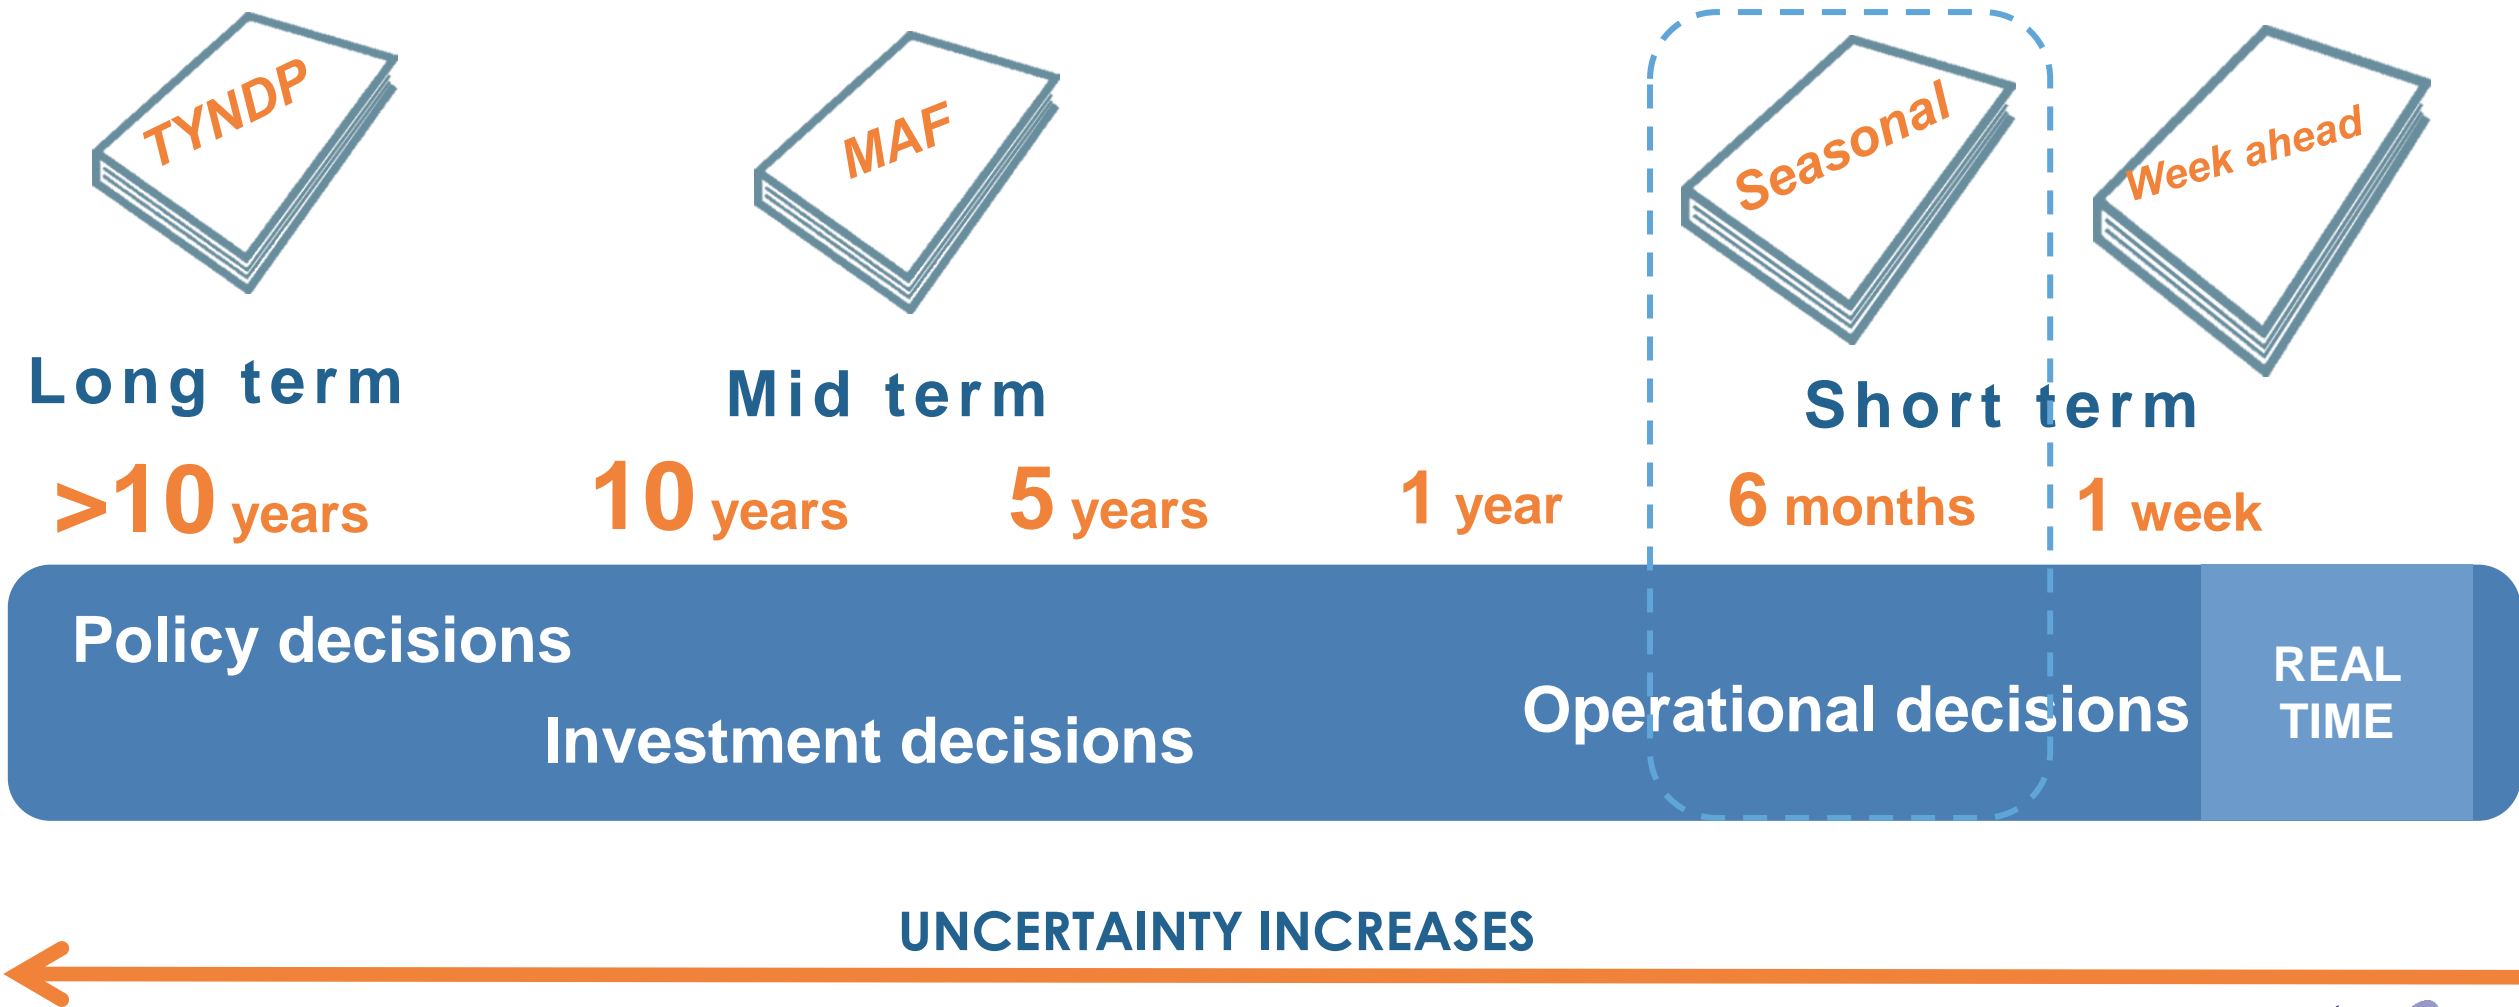 TYNDP
MAF
Seasonal
Week ahead
Long term
Mid term
Short term
>10 years
10 years
5 years
1 year
6 months
1 week
Policy decisions
Investment decisions
Operational decisions
REAL
TIME
UNCERTAINTY INCREASES